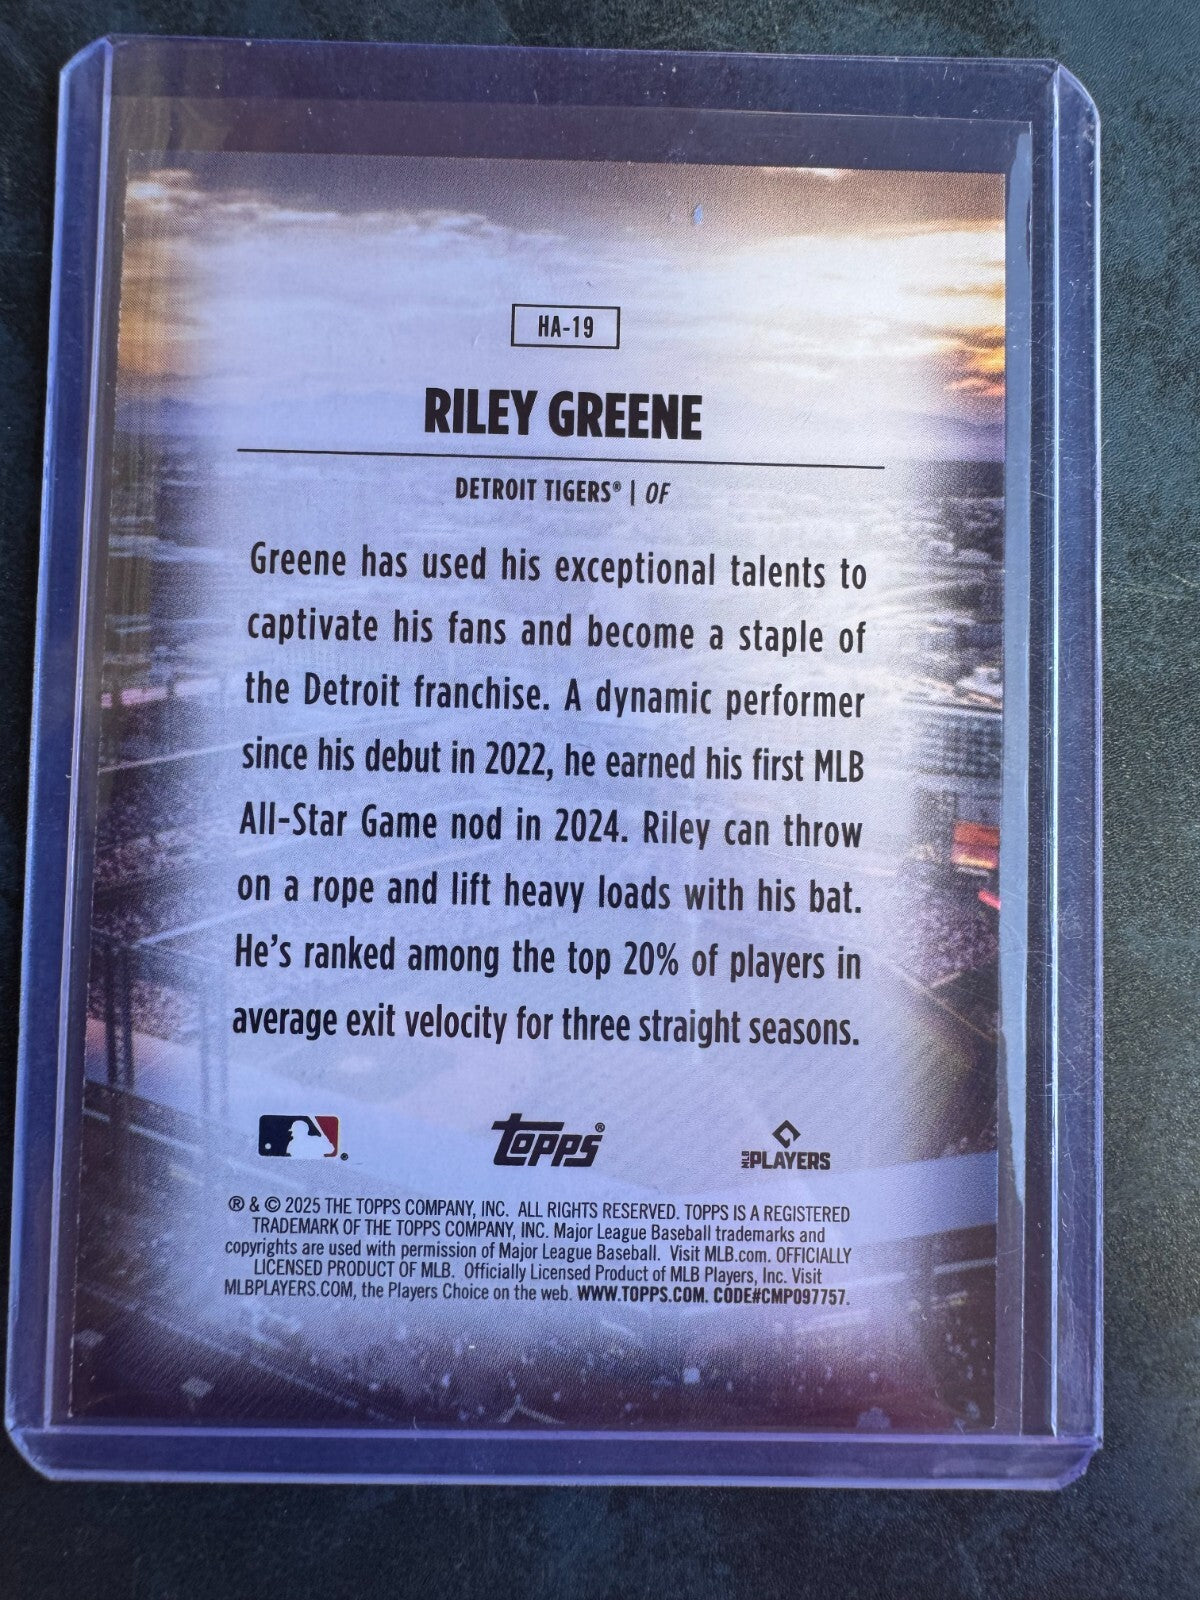 HA-19
RILEY GREENE
DETROIT TIGERS® | OF
Greene has used his exceptional talents to
captivate his fans and become a staple of
the Detroit franchise. A dynamic performer
since his debut in 2022, he earned his first MLB
All-Star Game nod in 2024. Riley can throw
on a rope and lift heavy loads with his bat.
He's ranked among the top 20% of players in
average exit velocity for three straight seasons.
topps® MLB PLAYERS
® & © 2025 THE TOPPS COMPANY, INC. ALL RIGHTS RESERVED. TOPPS IS A REGISTERED
TRADEMARK OF THE TOPPS COMPANY, INC. Major League Baseball trademarks and
copyrights are used with permission of Major League Baseball. Visit MLB.com. OFFICIALLY
LICENSED PRODUCT OF MLB. Officially Licensed Product of MLB Players, Inc. Visit
MLBPLAYERS.COM, the Players Choice on the web. WWW.TOPPS.COM. CODE#CMP097757.